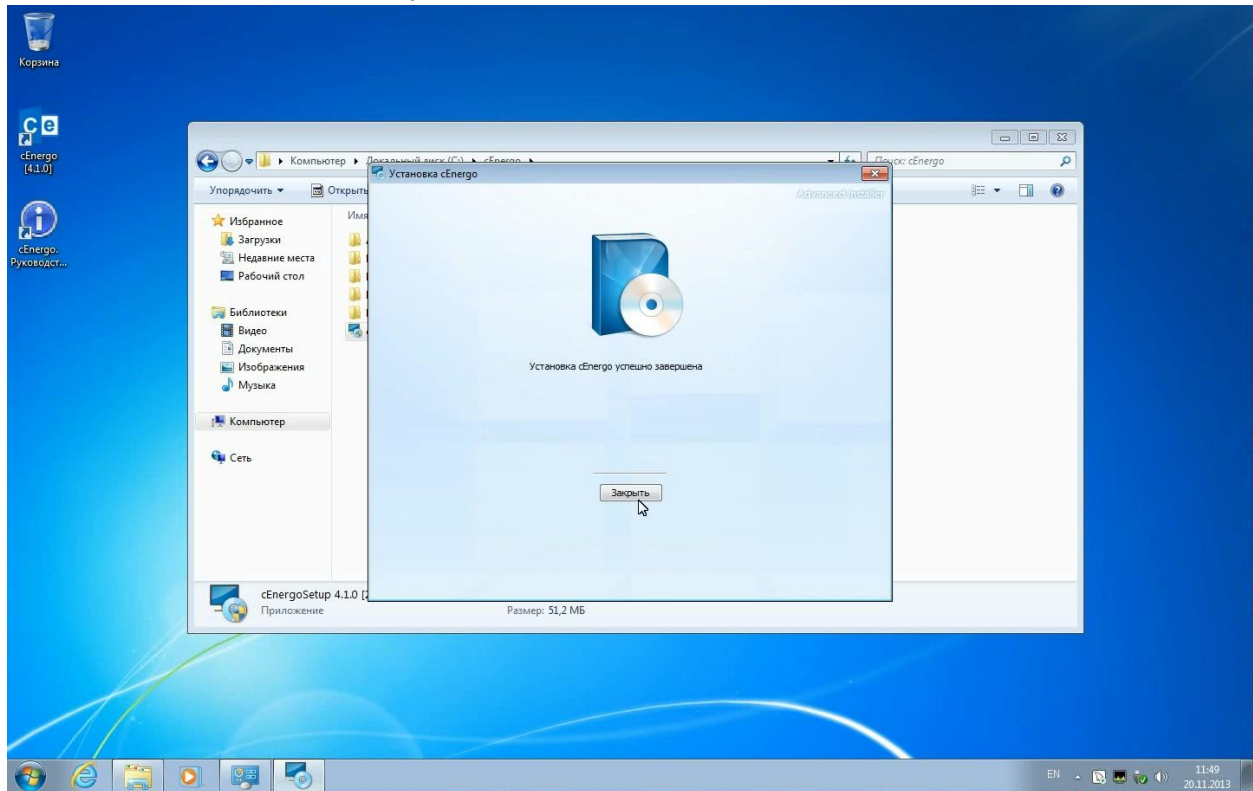 Корзина
Ce
cEnergo
[4.1.0]
cEnergo.
Руководст...
Компьютер
Локальный диск (C:)
cEnergo
Поиск: cEnergo
Установка cEnergo
Advanced Installer
Упорядочить
Открыть
Имя
Избранное
Загрузки
Недавние места
Рабочий стол
Библиотеки
Видео
Документы
Изображения
Музыка
Компьютер
Сеть
Установка cEnergo успешно завершена
Закрыть
cEnergoSetup 4.1.0 [2
Приложение
Размер: 51,2 МБ
EN
11:49
20.11.2013